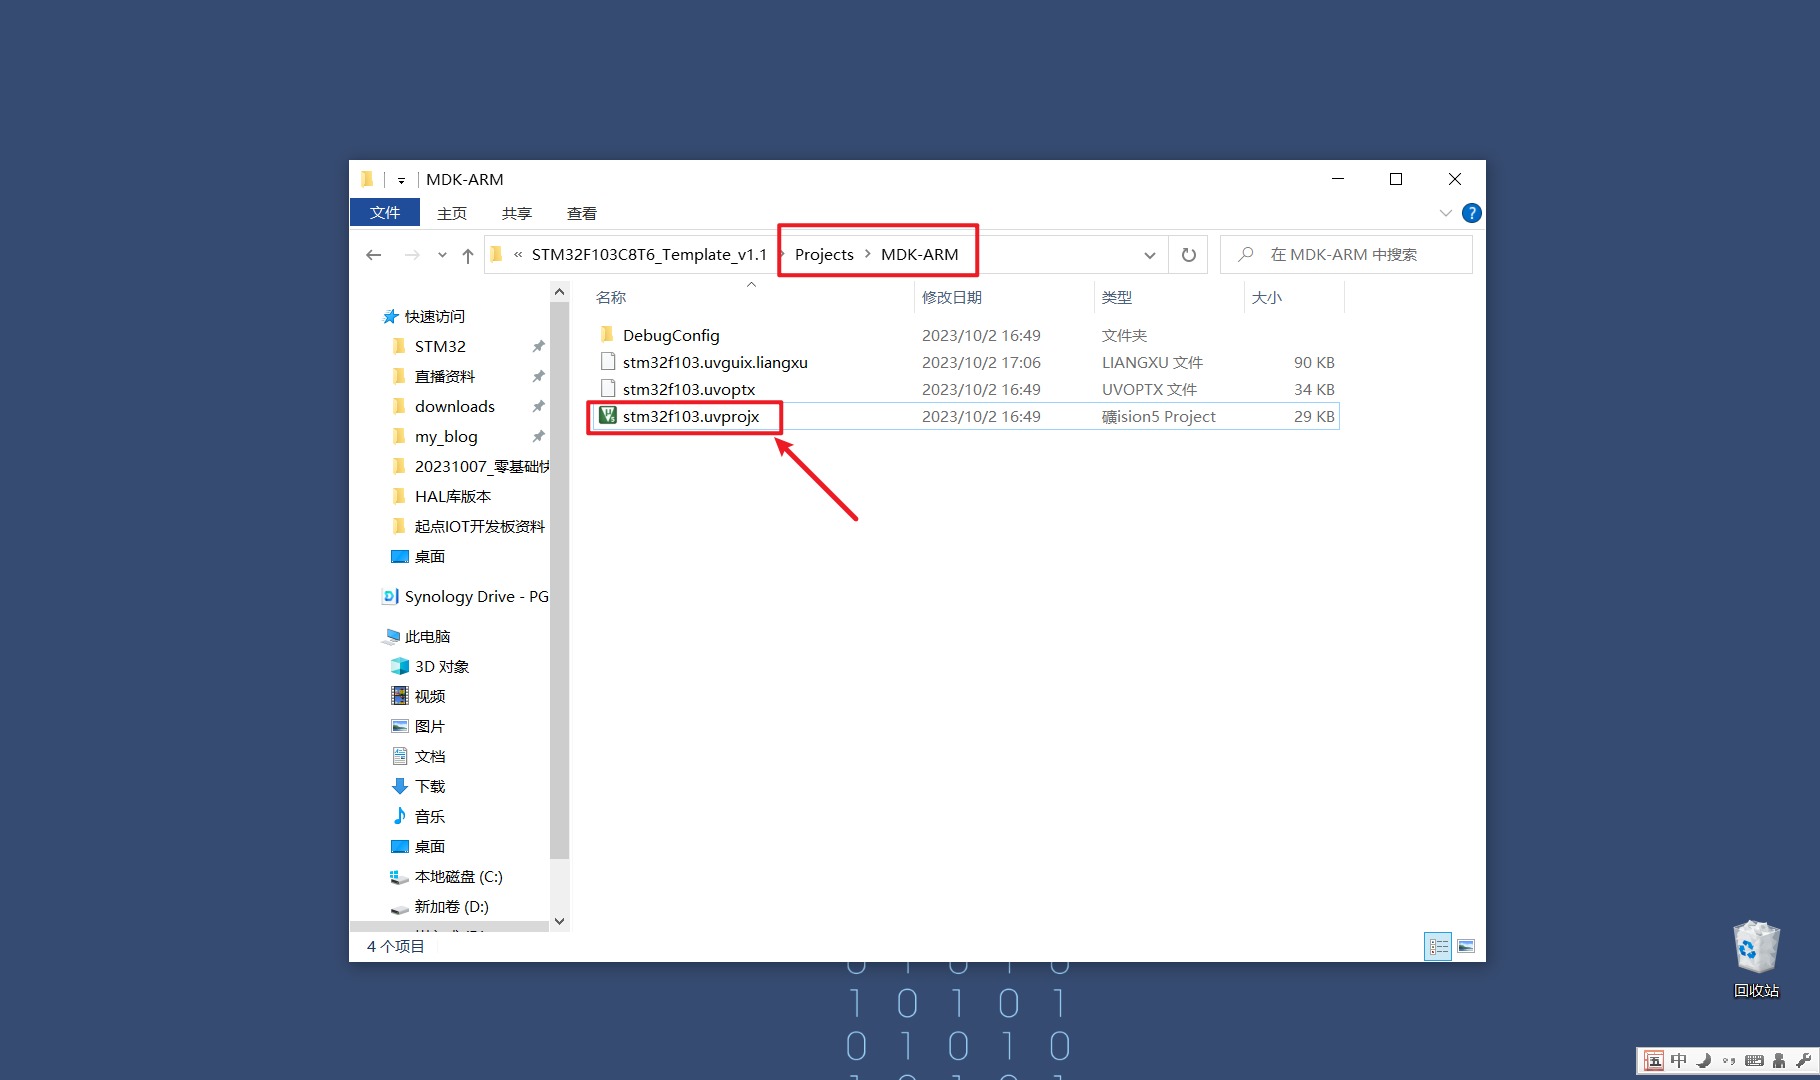 MDK-ARM
文件 主页 共享 查看
« STM32F103C8T6_Template_v1.1 › Projects › MDK-ARM 在 MDK-ARM 中搜索
名称 修改日期 类型 大小
DebugConfig 2023/10/2 16:49 文件夹
stm32f103.uvguix.liangxu 2023/10/2 17:06 LIANGXU 文件 90 KB
stm32f103.uvoptx 2023/10/2 16:49 UVOPTX 文件 34 KB
stm32f103.uvprojx 2023/10/2 16:49 礦ision5 Project 29 KB
快速访问
STM32
直播资料
downloads
my_blog
20231007_零基础快
HAL库版本
起点IOT开发板资料
桌面
Synology Drive - PG
此电脑
3D 对象
视频
图片
文档
下载
音乐
桌面
本地磁盘 (C:)
新加卷 (D:)
4 个项目
1 0 1 0 1
0 1 0 1 0
回收站
五 中